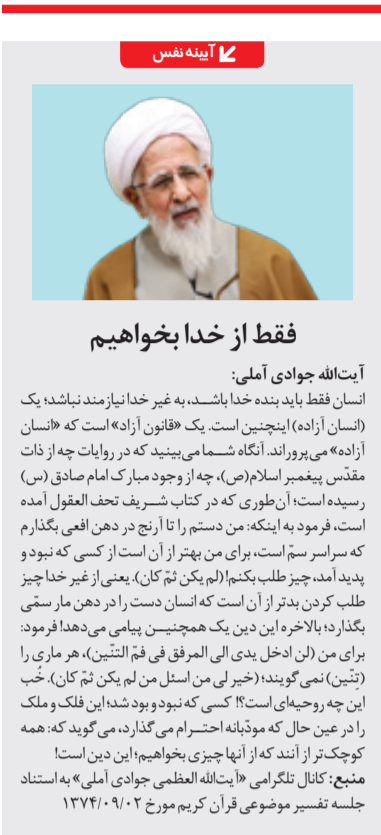 آیینه نفس
فقط از خدا بخواهیم
آیت‌الله جوادی آملی:
انسان فقط باید بنده خدا باشــد، به غیر خدا نیازمند نباشد؛ یک
(انسان آزاده) اینچنین است. یک «قانون آزاد» است که «انسان
آزاده» می‌پروراند. آنگاه شــما می‌بینید که در روایات چه از ذات
مقدّس پیغمبر اسلام(ص)، چه از وجود مبارک امام صادق (س)
رسیده است؛ آن‌طوری که در کتاب شــریف تحف العقول آمده
است، فرمود به اینکه: من دستم را تا آرنج در دهن افعی بگذارم
که سراسر سمّ است، برای من بهتر از آن است از کسی که نبود و
پدید آمد، چیز طلب بکنم!(لم یکن ثمّ کان). یعنی از غیر خدا چیز
طلب کردن بدتر از آن است که انسان دست را در دهن مار سمّی
بگذارد؛ بالاخره این دین یک همچنیــن پیامی می‌دهد! فرمود:
برای من (لن ادخل یدی الی المرفق في فمّ التنّین)، هر ماری را
(تِنّین) نمی‌گویند؛ (خیر لی من اسئل من لم یکن ثمّ کان). خُب
این چه روحیه‌ای است؟! کسی که نبود و بود شد؛ این فلک و ملک
را در عین حال که مودّبانه احتــرام می‌گذارد، می‌گوید که: همه
کوچک‌تر از آنند که از آنها چیزی بخواهیم؛ این دین است!
منبع: کانال تلگرامی «آیت‌الله العظمی جوادی آملی» به استناد
جلسه تفسیر موضوعی قرآن کریم مورخ ۱۳۷۴/۰۹/۰۲